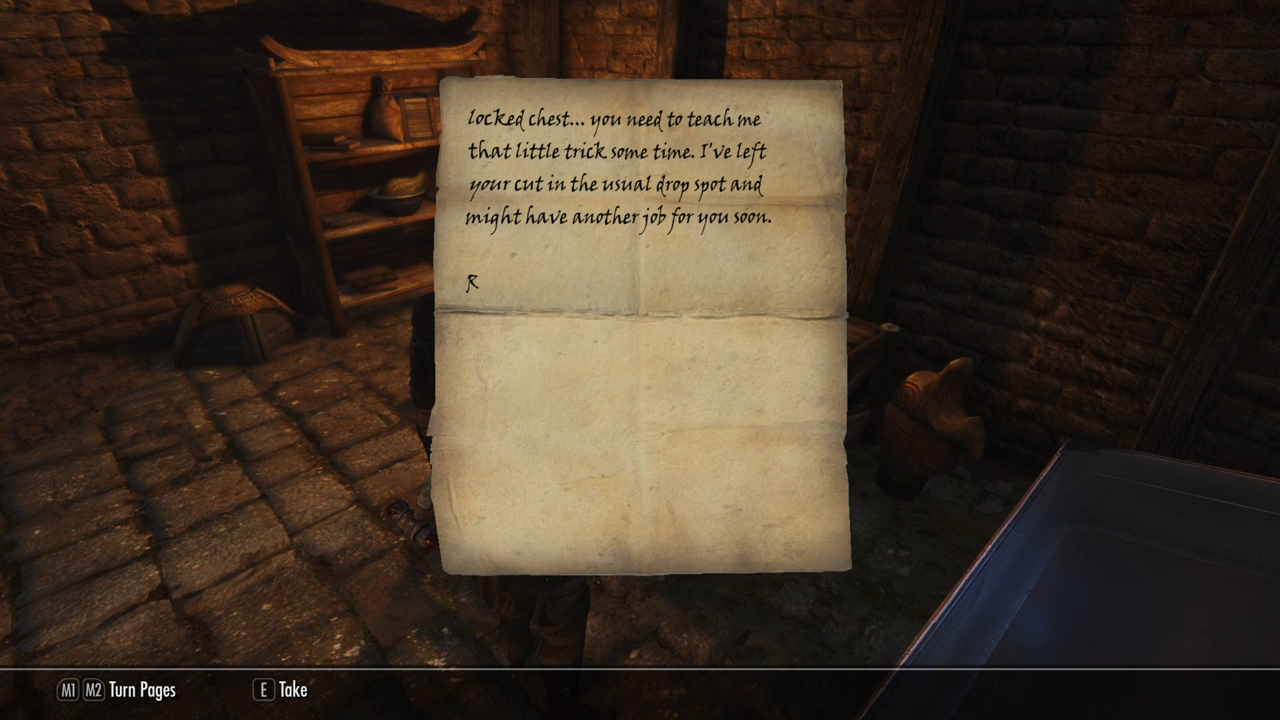 locked chest... you need to teach me
that little trick some time. I've left
your cut in the usual drop spot and
might have another job for you soon.
R
M1 M2 Turn Pages E Take